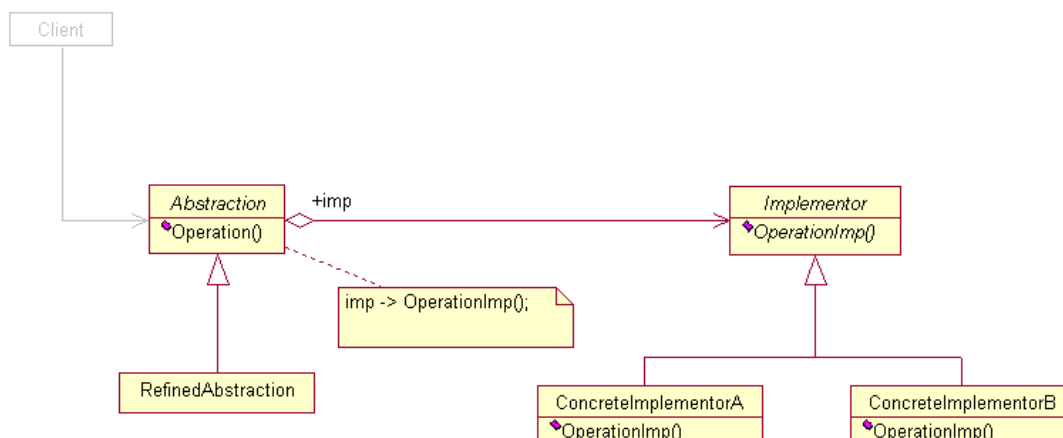 Client
Abstraction
Operation()
+imp
Implementor
OperationImp()
imp -> OperationImp();
RefinedAbstraction
ConcreteImplementorA
OperationImp()
ConcreteImplementorB
OperationImp()